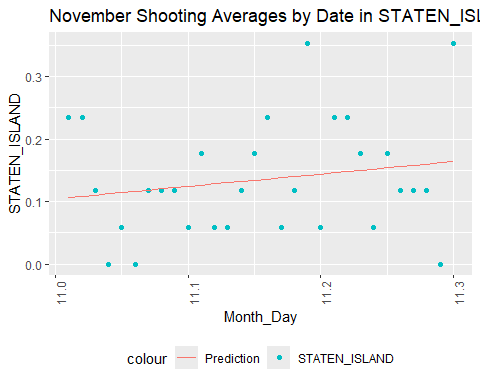 November Shooting Averages by Date in STATEN_ISL
STATEN_ISLAND
0.3
0.2
0.1
0.0
11.0
11.1
11.2
11.3
Month_Day
colour
Prediction
STATEN_ISLAND